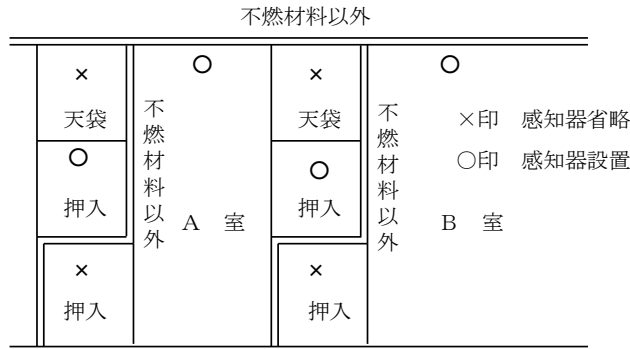 不燃材料以外
×
○
×
○
天袋
不燃材料以外
天袋
不燃材料以外
×印　感知器省略
○
○
○印　感知器設置
押入
押入
A　室
B　室
×
×
押入
押入